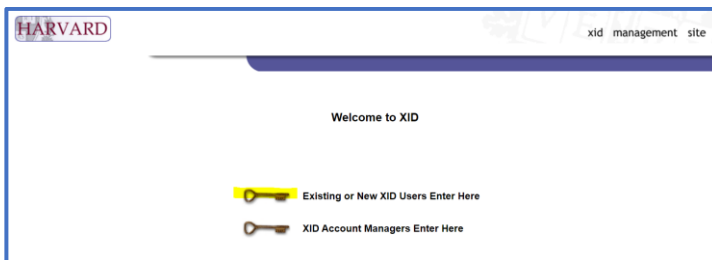 HARVARD
xid management site
Welcome to XID
Existing or New XID Users Enter Here
XID Account Managers Enter Here